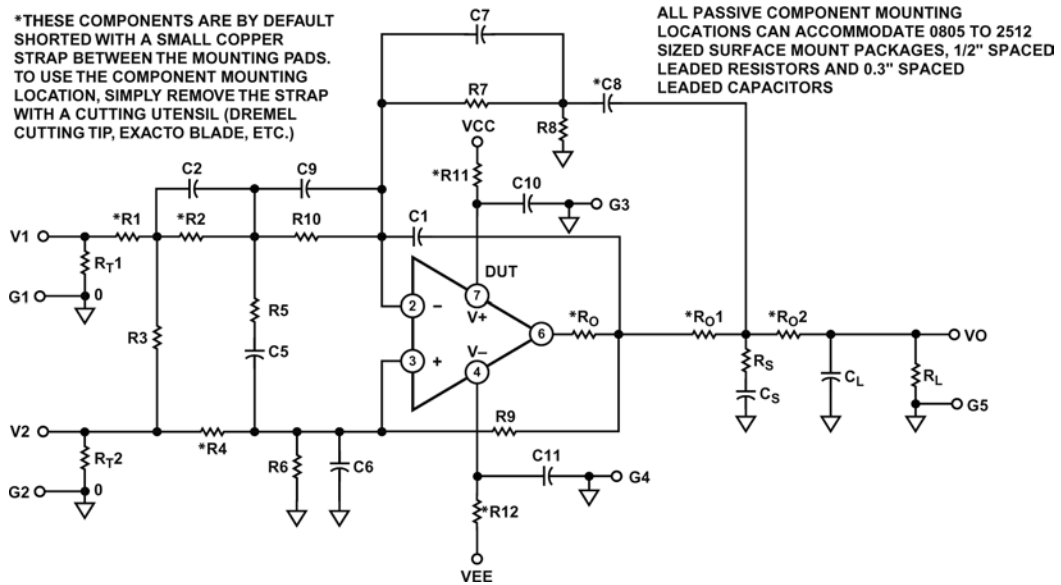 *THESE COMPONENTS ARE BY DEFAULT
SHORTED WITH A SMALL COPPER
STRAP BETWEEN THE MOUNTING PADS.
TO USE THE COMPONENT MOUNTING
LOCATION, SIMPLY REMOVE THE STRAP
WITH A CUTTING UTENSIL (DREMEL
CUTTING TIP, EXACTO BLADE, ETC.)
ALL PASSIVE COMPONENT MOUNTING
LOCATIONS CAN ACCOMMODATE 0805 TO 2512
SIZED SURFACE MOUNT PACKAGES, 1/2" SPACED
LEADED RESISTORS AND 0.3" SPACED
LEADED CAPACITORS
C7
R7
*C8
R8
VCC
*R11
C10
G3
C2
C9
V1
*R1
*R2
R10
C1
RT1
G1
0
R3
R5
C5
DUT
2
–
7
V+
6
3
+
V–
4
*RO
*RO1
*RO2
VO
RS
CS
CL
RL
G5
V2
*R4
R9
RT2
G2
0
R6
C6
C11
G4
*R12
VEE